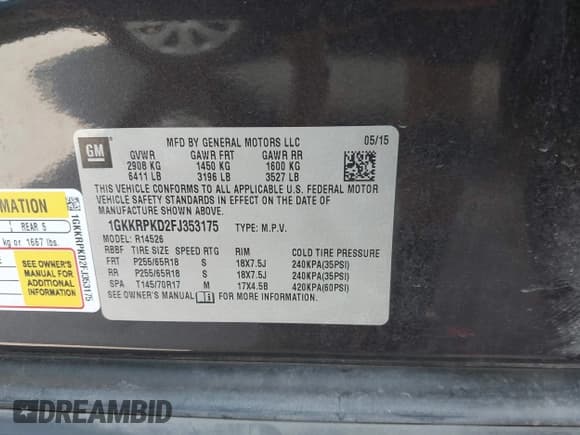 GM
MFD BY GENERAL MOTORS LLC 05/15
GVWR GAWR FRT GAWR RR
2908 KG 1450 KG 1600 KG
6411 LB 3196 LB 3527 LB
THIS VEHICLE CONFORMS TO ALL APPLICABLE U.S. FEDERAL MOTOR
VEHICLE SAFETY STANDARDS IN EFFECT ON THE DATE OF
MANUFACTURE SHOWN ABOVE.
1GKKRPKD2FJ353175 TYPE: M.P.V.
MODEL: R14526
RBBF TIRE SIZE SPEED RTG RIM COLD TIRE PRESSURE
FRT P255/65R18 S 18X7.5J 240KPA(35PSI)
RR P255/65R18 S 18X7.5J 240KPA(35PSI)
SPA T145/70R17 M 17X4.5B 420KPA(60PSI)
SEE OWNER'S MANUAL FOR MORE INFORMATION.
MATION
REAR 5
kg or 1667 lbs.
SEE OWNER'S
MANUAL FOR
ADDITIONAL
INFORMATION
1GKKRPKD2FJ353175
DREAMBID